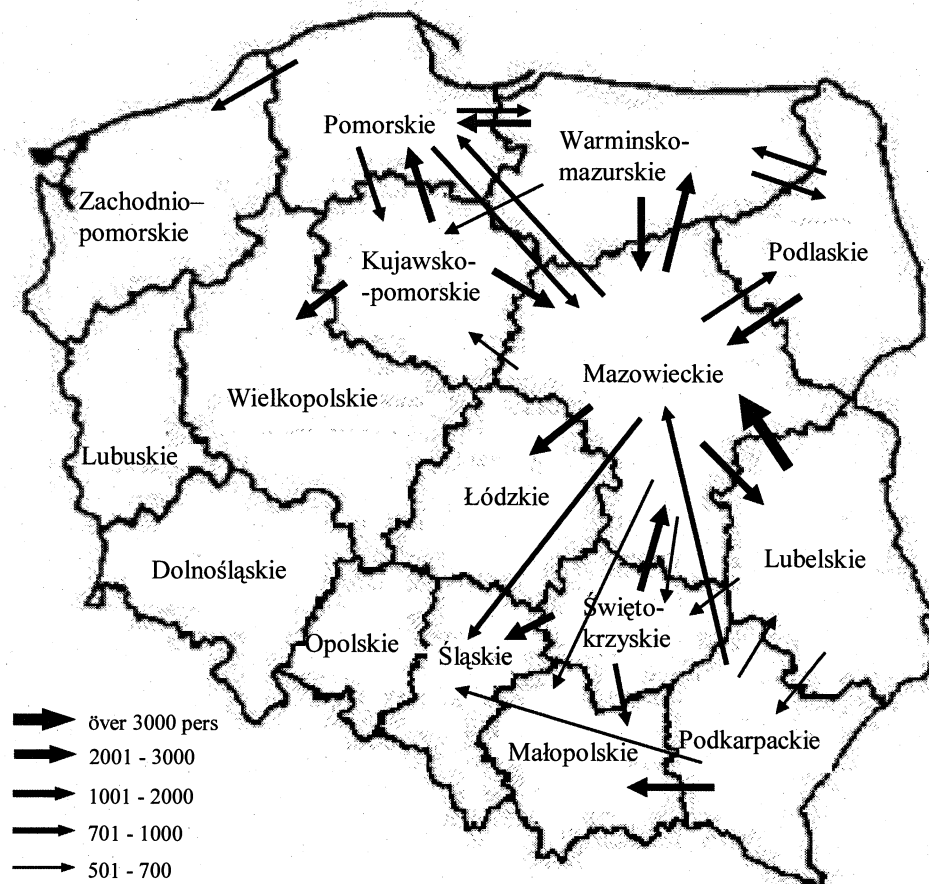 Pomorskie
Warminsko-
mazurskie
Zachodnio–
pomorskie
Kujawsko-
-pomorskie
Podlaskie
Mazowieckie
Wielkopolskie
Lubuskie
Łódzkie
Lubelskie
Dolnośląskie
Święto-
krzyskie
Opolskie
Śląskie
Małopolskie
Podkarpackie
över 3000 pers
2001 - 3000
1001 - 2000
701 - 1000
501 - 700